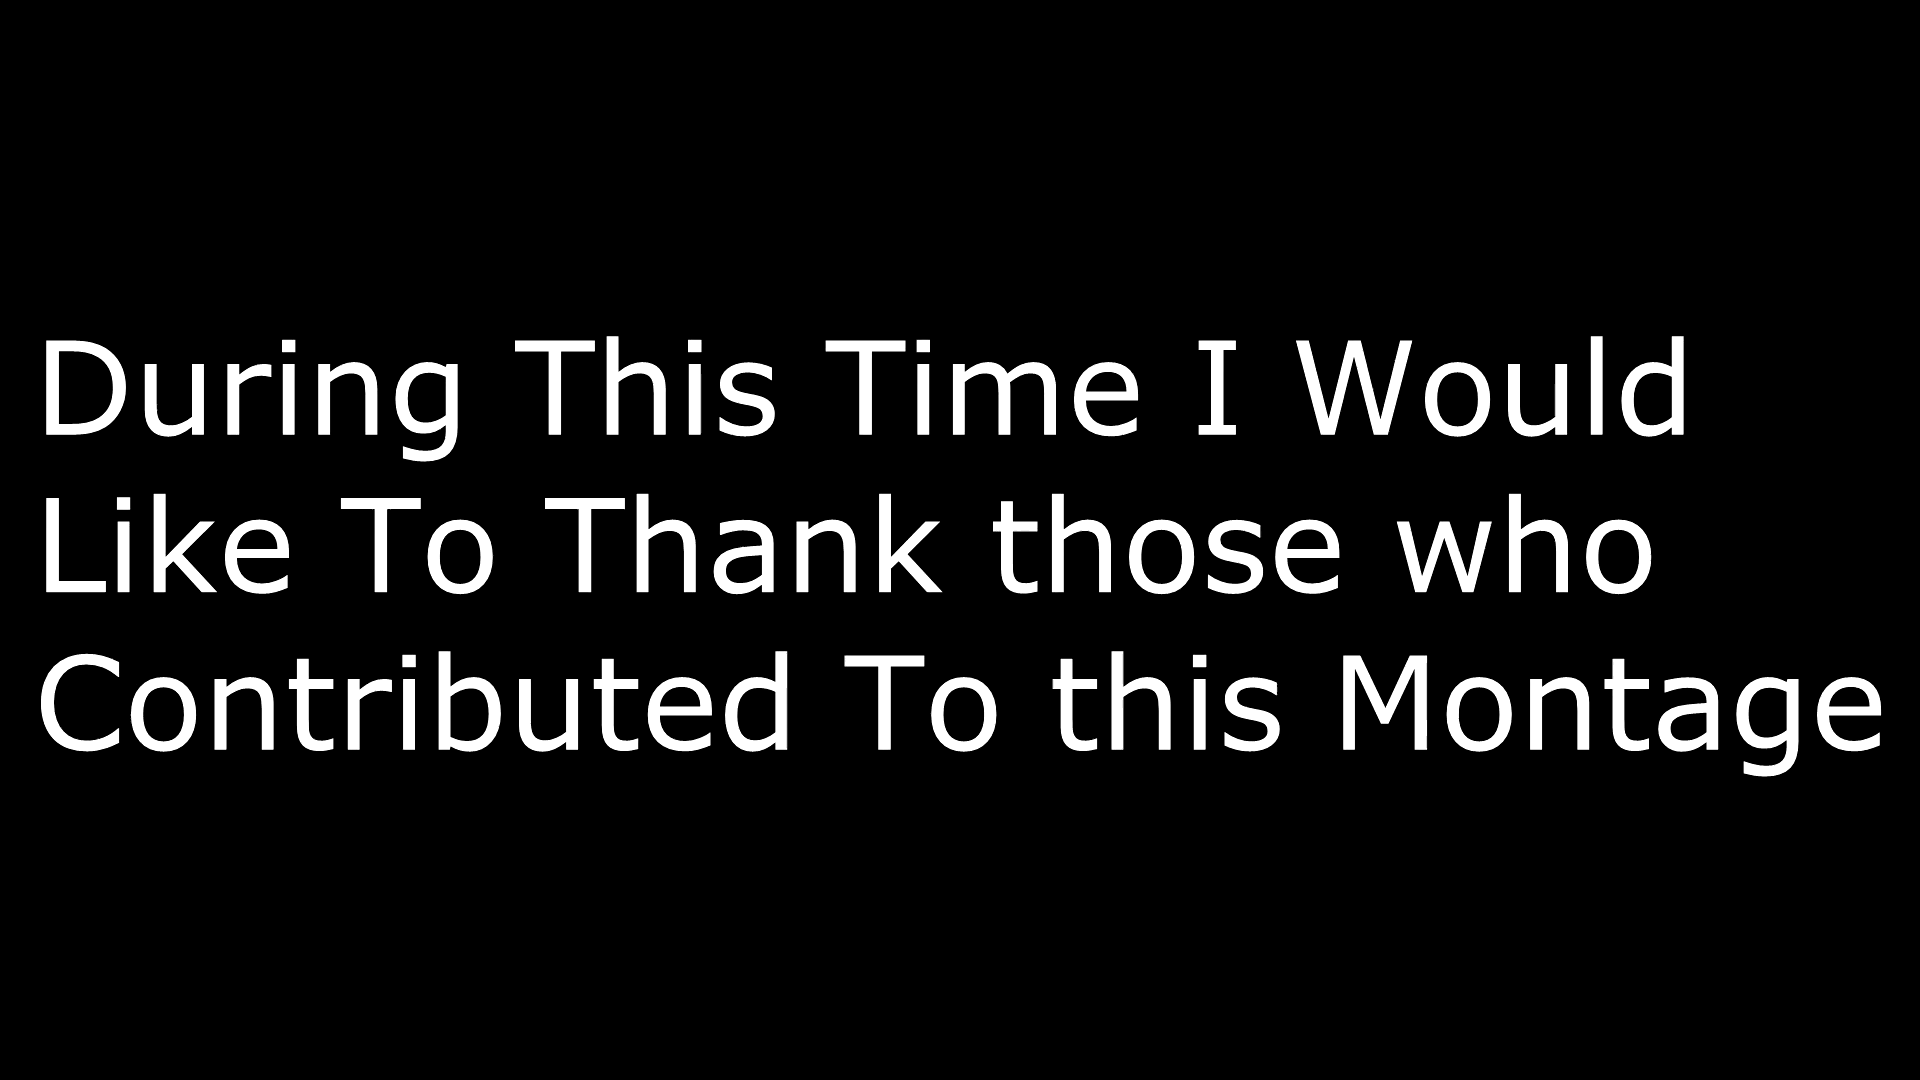 During This Time I Would
Like To Thank those who
Contributed To this Montage